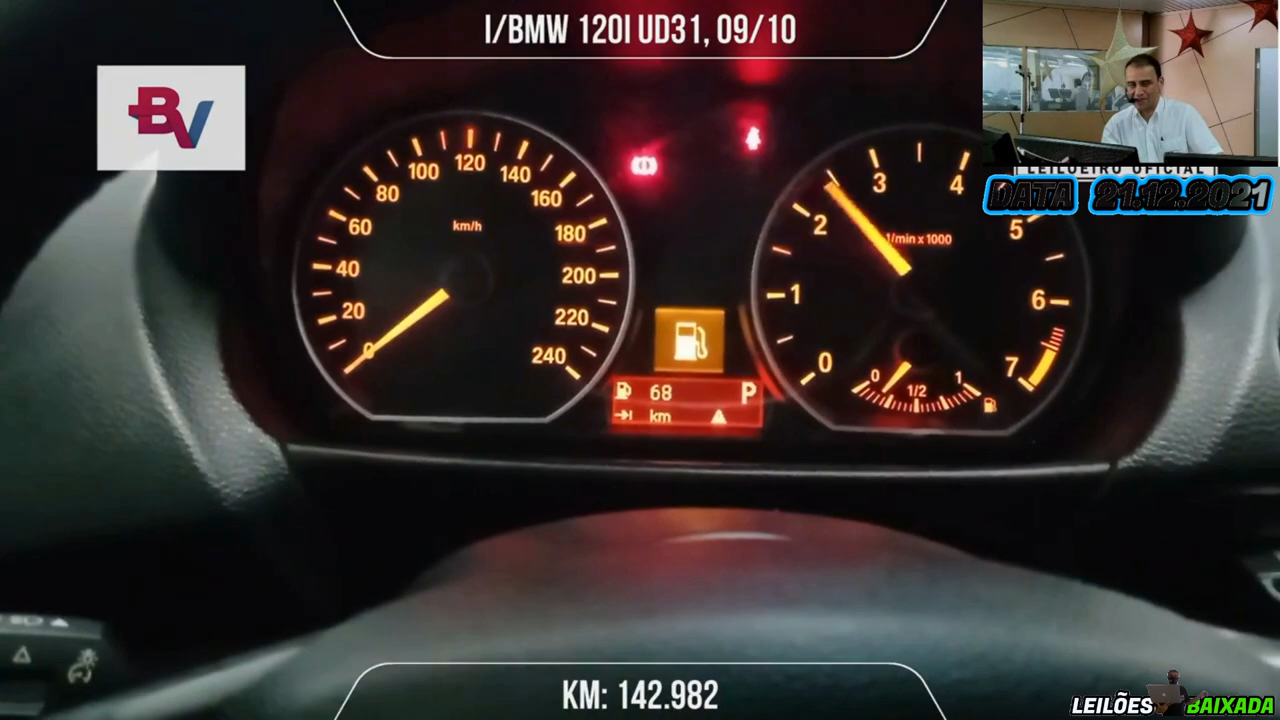 I/BMW 120I UD31, 09/10
BV
LEILOEIRO OFICIAL
DATA 21.12.2021
0
20
40
60
80
100
120
140
160
180
200
220
240
km/h
0
1
2
3
4
5
6
7
1/min x 1000
0
1/2
1
68
P
km
KM: 142.982
LEILÕES BAIXADA